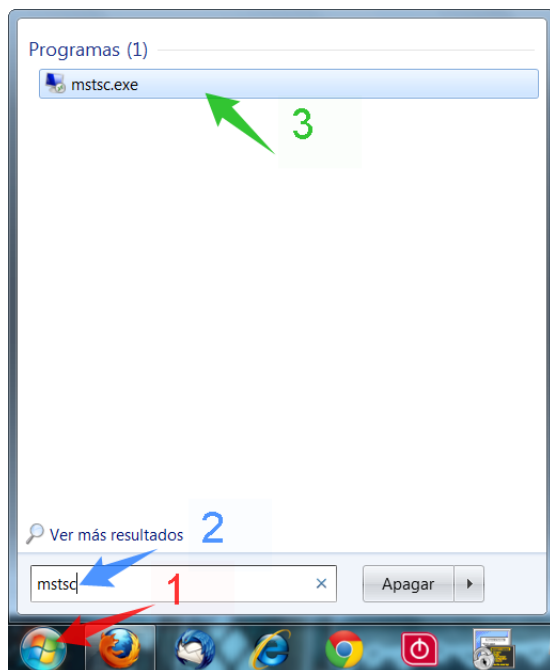 Programas (1)
mstsc.exe
3
Ver más resultados
2
mstsc
Apagar
1